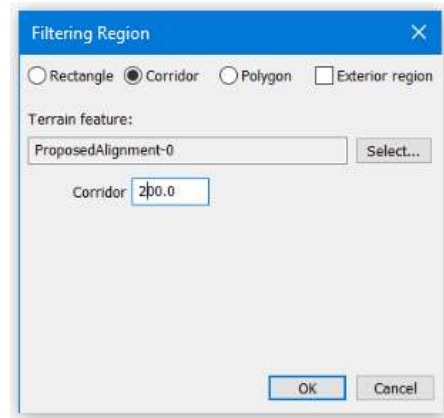 Filtering Region
Rectangle Corridor Polygon Exterior region
Terrain feature:
ProposedAlignment-0 Select...
Corridor 200.0
OK Cancel